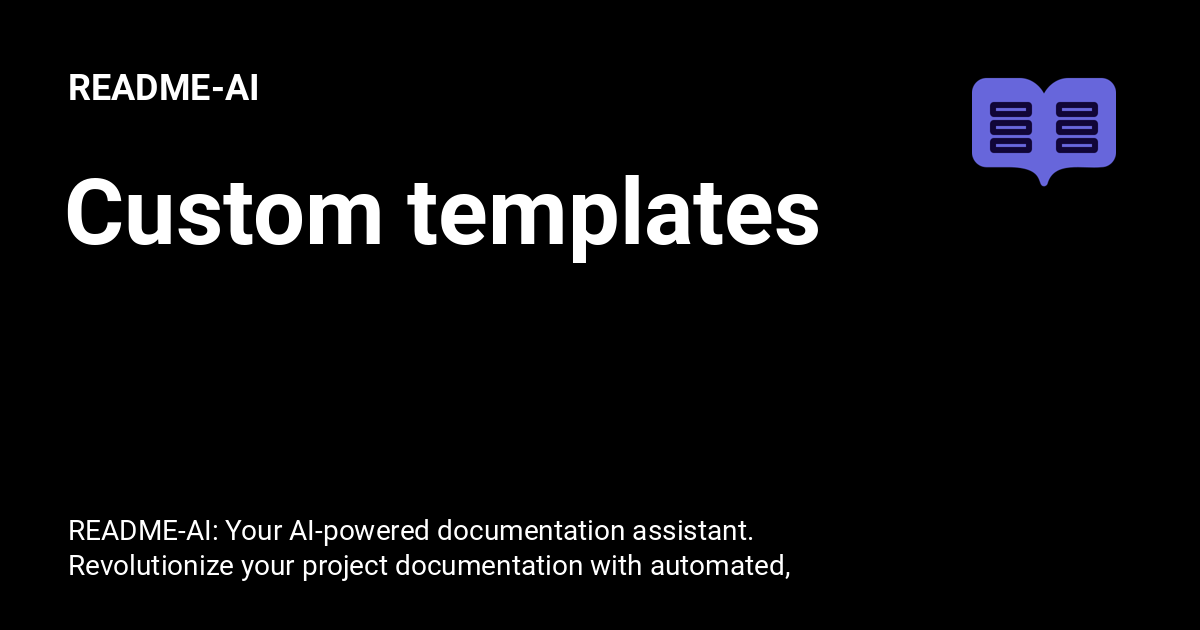 README-AI
Custom templates
README-AI: Your AI-powered documentation assistant.
Revolutionize your project documentation with automated,